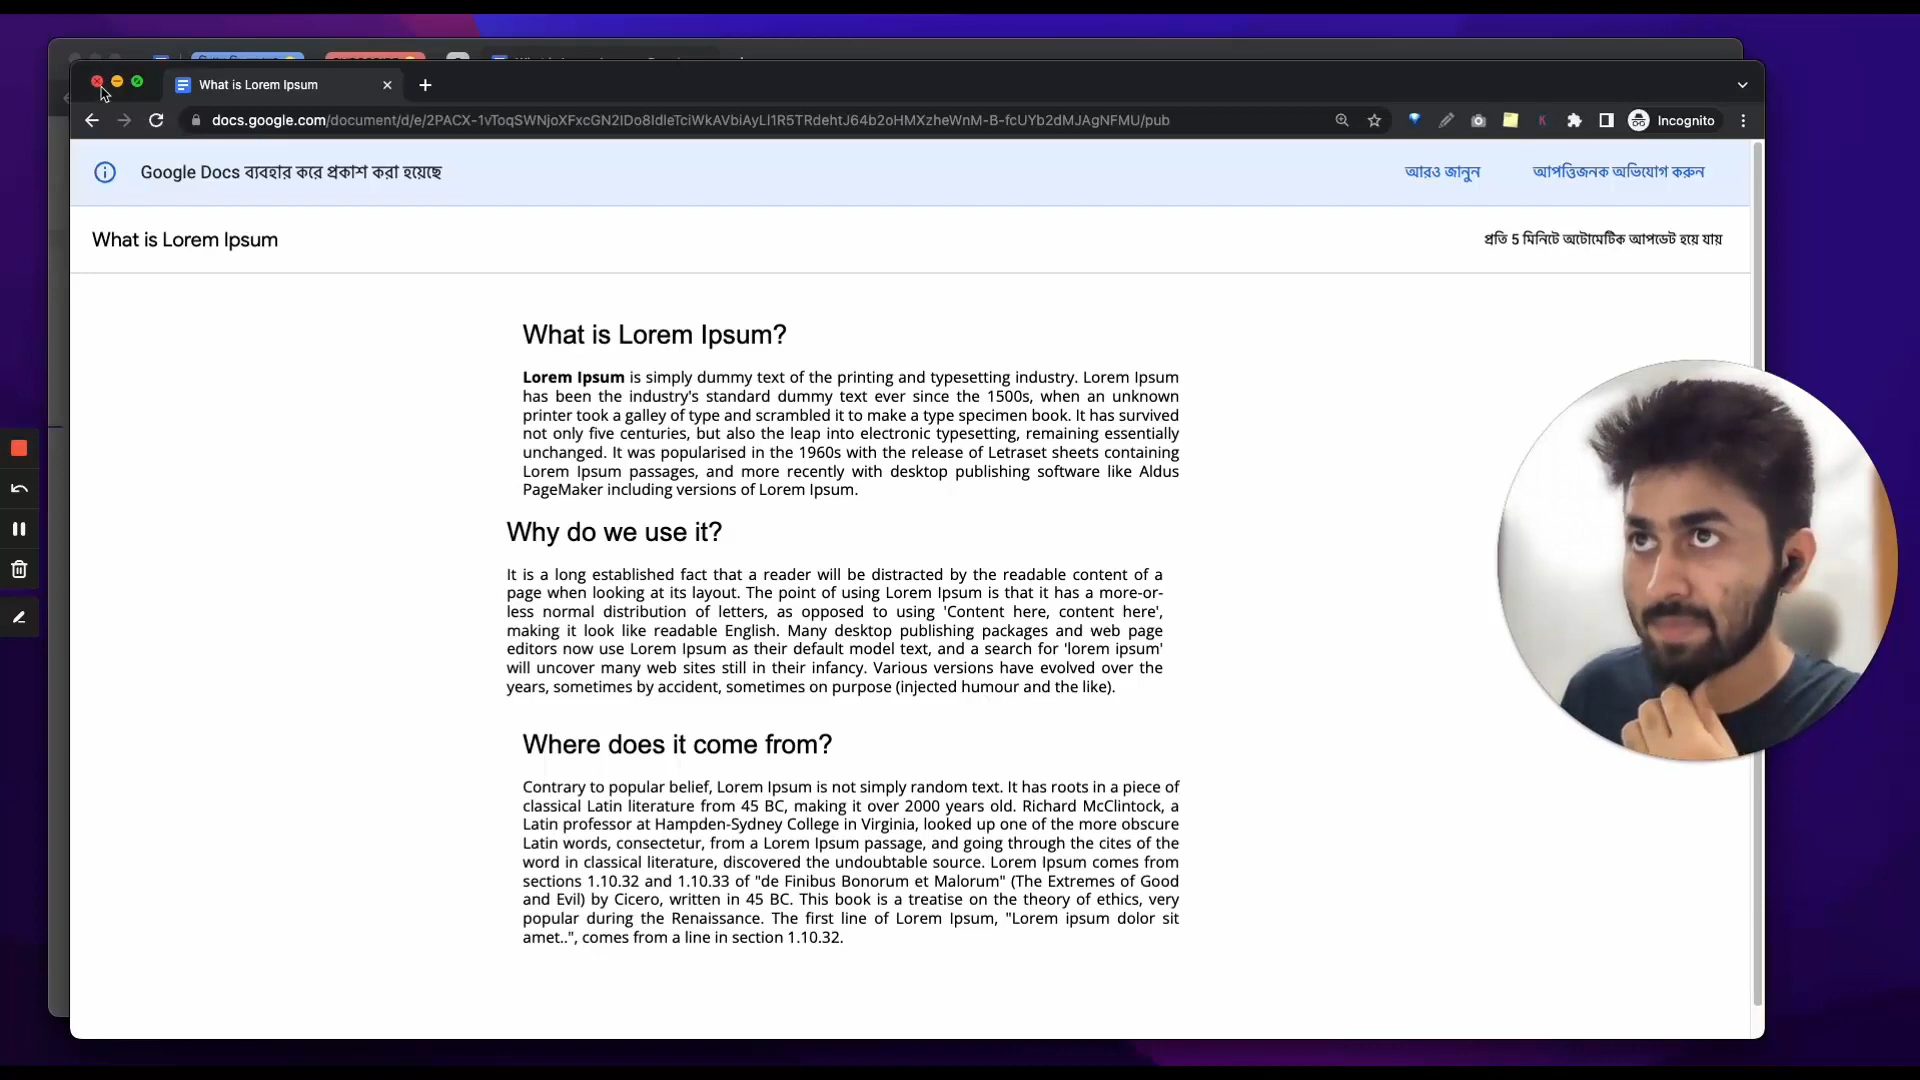 What is Lorem Ipsum
docs.google.com/document/d/e/2PACX-1vToqSWNjoXFxcGN2IDo8IdleTciWkAVbiAyLl1R5TRdehtJ64b2oHMXzheWnM-B-fcUYb2dMJAgNFMU/pub
Incognito
Google Docs ব্যবহার করে প্রকাশ করা হয়েছে
আরও জানুন
আপত্তিজনক অভিযোগ করুন
What is Lorem Ipsum
প্রতি 5 মিনিটে অটোমেটিক আপডেট হয়ে যায়
What is Lorem Ipsum?
Lorem Ipsum is simply dummy text of the printing and typesetting industry. Lorem Ipsum
has been the industry's standard dummy text ever since the 1500s, when an unknown
printer took a galley of type and scrambled it to make a type specimen book. It has survived
not only five centuries, but also the leap into electronic typesetting, remaining essentially
unchanged. It was popularised in the 1960s with the release of Letraset sheets containing
Lorem Ipsum passages, and more recently with desktop publishing software like Aldus
PageMaker including versions of Lorem Ipsum.
Why do we use it?
It is a long established fact that a reader will be distracted by the readable content of a
page when looking at its layout. The point of using Lorem Ipsum is that it has a more-or-
less normal distribution of letters, as opposed to using 'Content here, content here',
making it look like readable English. Many desktop publishing packages and web page
editors now use Lorem Ipsum as their default model text, and a search for 'lorem ipsum'
will uncover many web sites still in their infancy. Various versions have evolved over the
years, sometimes by accident, sometimes on purpose (injected humour and the like).
Where does it come from?
Contrary to popular belief, Lorem Ipsum is not simply random text. It has roots in a piece of
classical Latin literature from 45 BC, making it over 2000 years old. Richard McClintock, a
Latin professor at Hampden-Sydney College in Virginia, looked up one of the more obscure
Latin words, consectetur, from a Lorem Ipsum passage, and going through the cites of the
word in classical literature, discovered the undoubtable source. Lorem Ipsum comes from
sections 1.10.32 and 1.10.33 of "de Finibus Bonorum et Malorum" (The Extremes of Good
and Evil) by Cicero, written in 45 BC. This book is a treatise on the theory of ethics, very
popular during the Renaissance. The first line of Lorem Ipsum, "Lorem ipsum dolor sit
amet..", comes from a line in section 1.10.32.